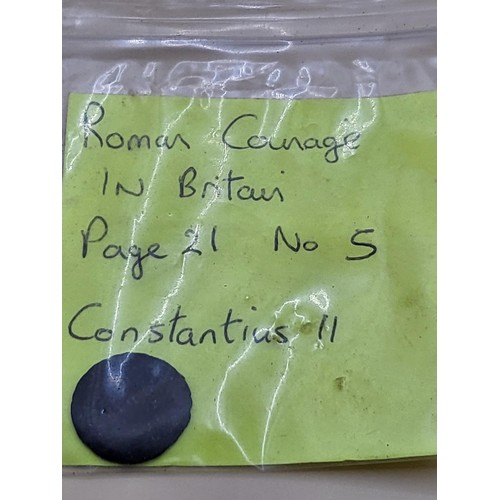 Roman Coinage
IN Britain
Page 21 No 5
Constantius II